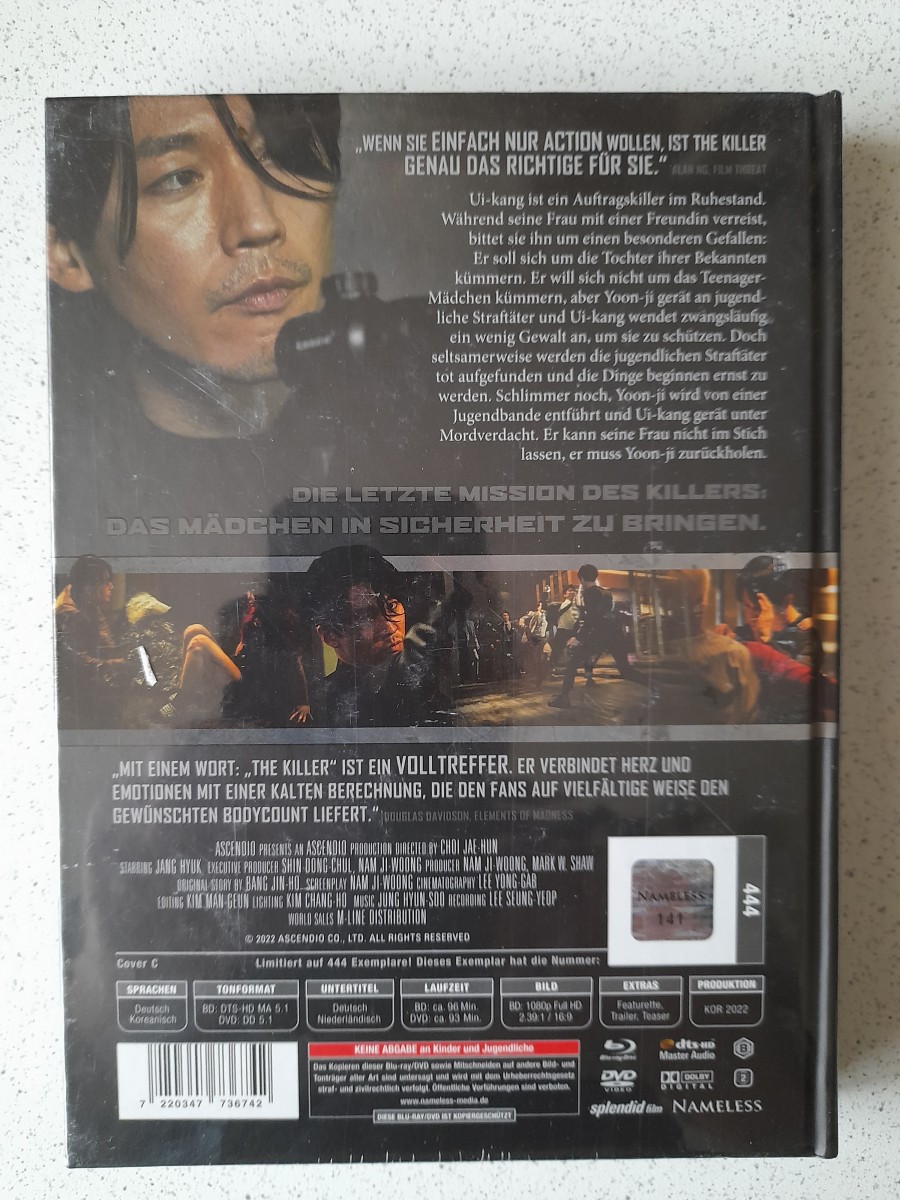 „WENN SIE EINFACH NUR ACTION WOLLEN, IST THE KILLER
GENAU DAS RICHTIGE FÜR SIE.“ ALAN NG, FILM THREAT
Ui-kang ist ein Auftragskiller im Ruhestand.
Während seine Frau mit einer Freundin verreist,
bittet sie ihn um einen besonderen Gefallen:
Er soll sich um die Tochter ihrer Bekannten
kümmern. Er will sich nicht um das Teenager-
Mädchen kümmern, aber Yoon-ji gerät an jugend-
liche Straftäter und Ui-kang wendet zwangsläufig
ein wenig Gewalt an, um sie zu schützen. Doch
seltsamerweise werden die jugendlichen Straftäter
tot aufgefunden und die Dinge beginnen ernst zu
werden. Schlimmer noch, Yoon-ji wird von einer
Jugendbande entführt und Ui-kang gerät unter
Mordverdacht. Er kann seine Frau nicht im Stich
lassen, er muss Yoon-ji zurückholen.
DIE LETZTE MISSION DES KILLERS:
DAS MÄDCHEN IN SICHERHEIT ZU BRINGEN.
„MIT EINEM WORT: „THE KILLER“ IST EIN VOLLTREFFER. ER VERBINDET HERZ UND
EMOTIONEN MIT EINER KALTEN BERECHNUNG, DIE DEN FANS AUF VIELFÄLTIGE WEISE DEN
GEWÜNSCHTEN BODYCOUNT LIEFERT.“ DOUGLAS DAVIDSON, ELEMENTS OF MADNESS
ASCENDIO PRESENTS AN ASCENDIO PRODUCTION DIRECTED BY CHOI JAE-HUN
STARRING JANG HYUK, EXECUTIVE PRODUCER SHIN DONG-CHUL, NAM JI-WOONG PRODUCER NAM JI-WOONG, MARK W. SHAW
ORIGINAL STORY BY BANG JIN-HO SCREENPLAY NAM JI-WOONG CINEMATOGRAPHY LEE YONG GAB
EDITING KIM MAN-GEUN LIGHTING KIM CHANG-HO MUSIC JUNG HYUN-SOO RECORDING LEE SEUNG-YEOP
WORLD SALES M-LINE DISTRIBUTION
© 2022 ASCENDIO CO., LTD. ALL RIGHTS RESERVED
NAMELESS
141
444
Cover C
Limitiert auf 444 Exemplare! Dieses Exemplar hat die Nummer:
SPRACHEN
Deutsch
Koreanisch
TONFORMAT
BD: DTS-HD MA 5.1
DVD: DD 5.1
UNTERTITEL
Deutsch
Niederländisch
LAUFZEIT
BD: ca. 96 Min.
DVD: ca. 93 Min.
BILD
BD: 1080p Full HD
2.39:1 / 16:9
EXTRAS
Featurette,
Trailer, Teaser
PRODUKTION
KOR 2022
7 220347 736742
KEINE ABGABE an Kinder und Jugendliche
Das Kopieren dieser Blu-ray/DVD sowie Mitschneiden auf andere Bild- und
Tonträger aller Art sind untersagt und wird mit dem Urheberrechtsgesetz
straf- und zivilrechtlich verfolgt. Öffentliche Vorführungen sind verboten.
www.nameless-media.de
DIESE BLU-RAY/DVD IST KOPIERGESCHÜTZT
Blu-ray Disc
dts-HD
Master Audio
B
DVD
VIDEO
DOLBY
DIGITAL
2
splendid film
NAMELESS